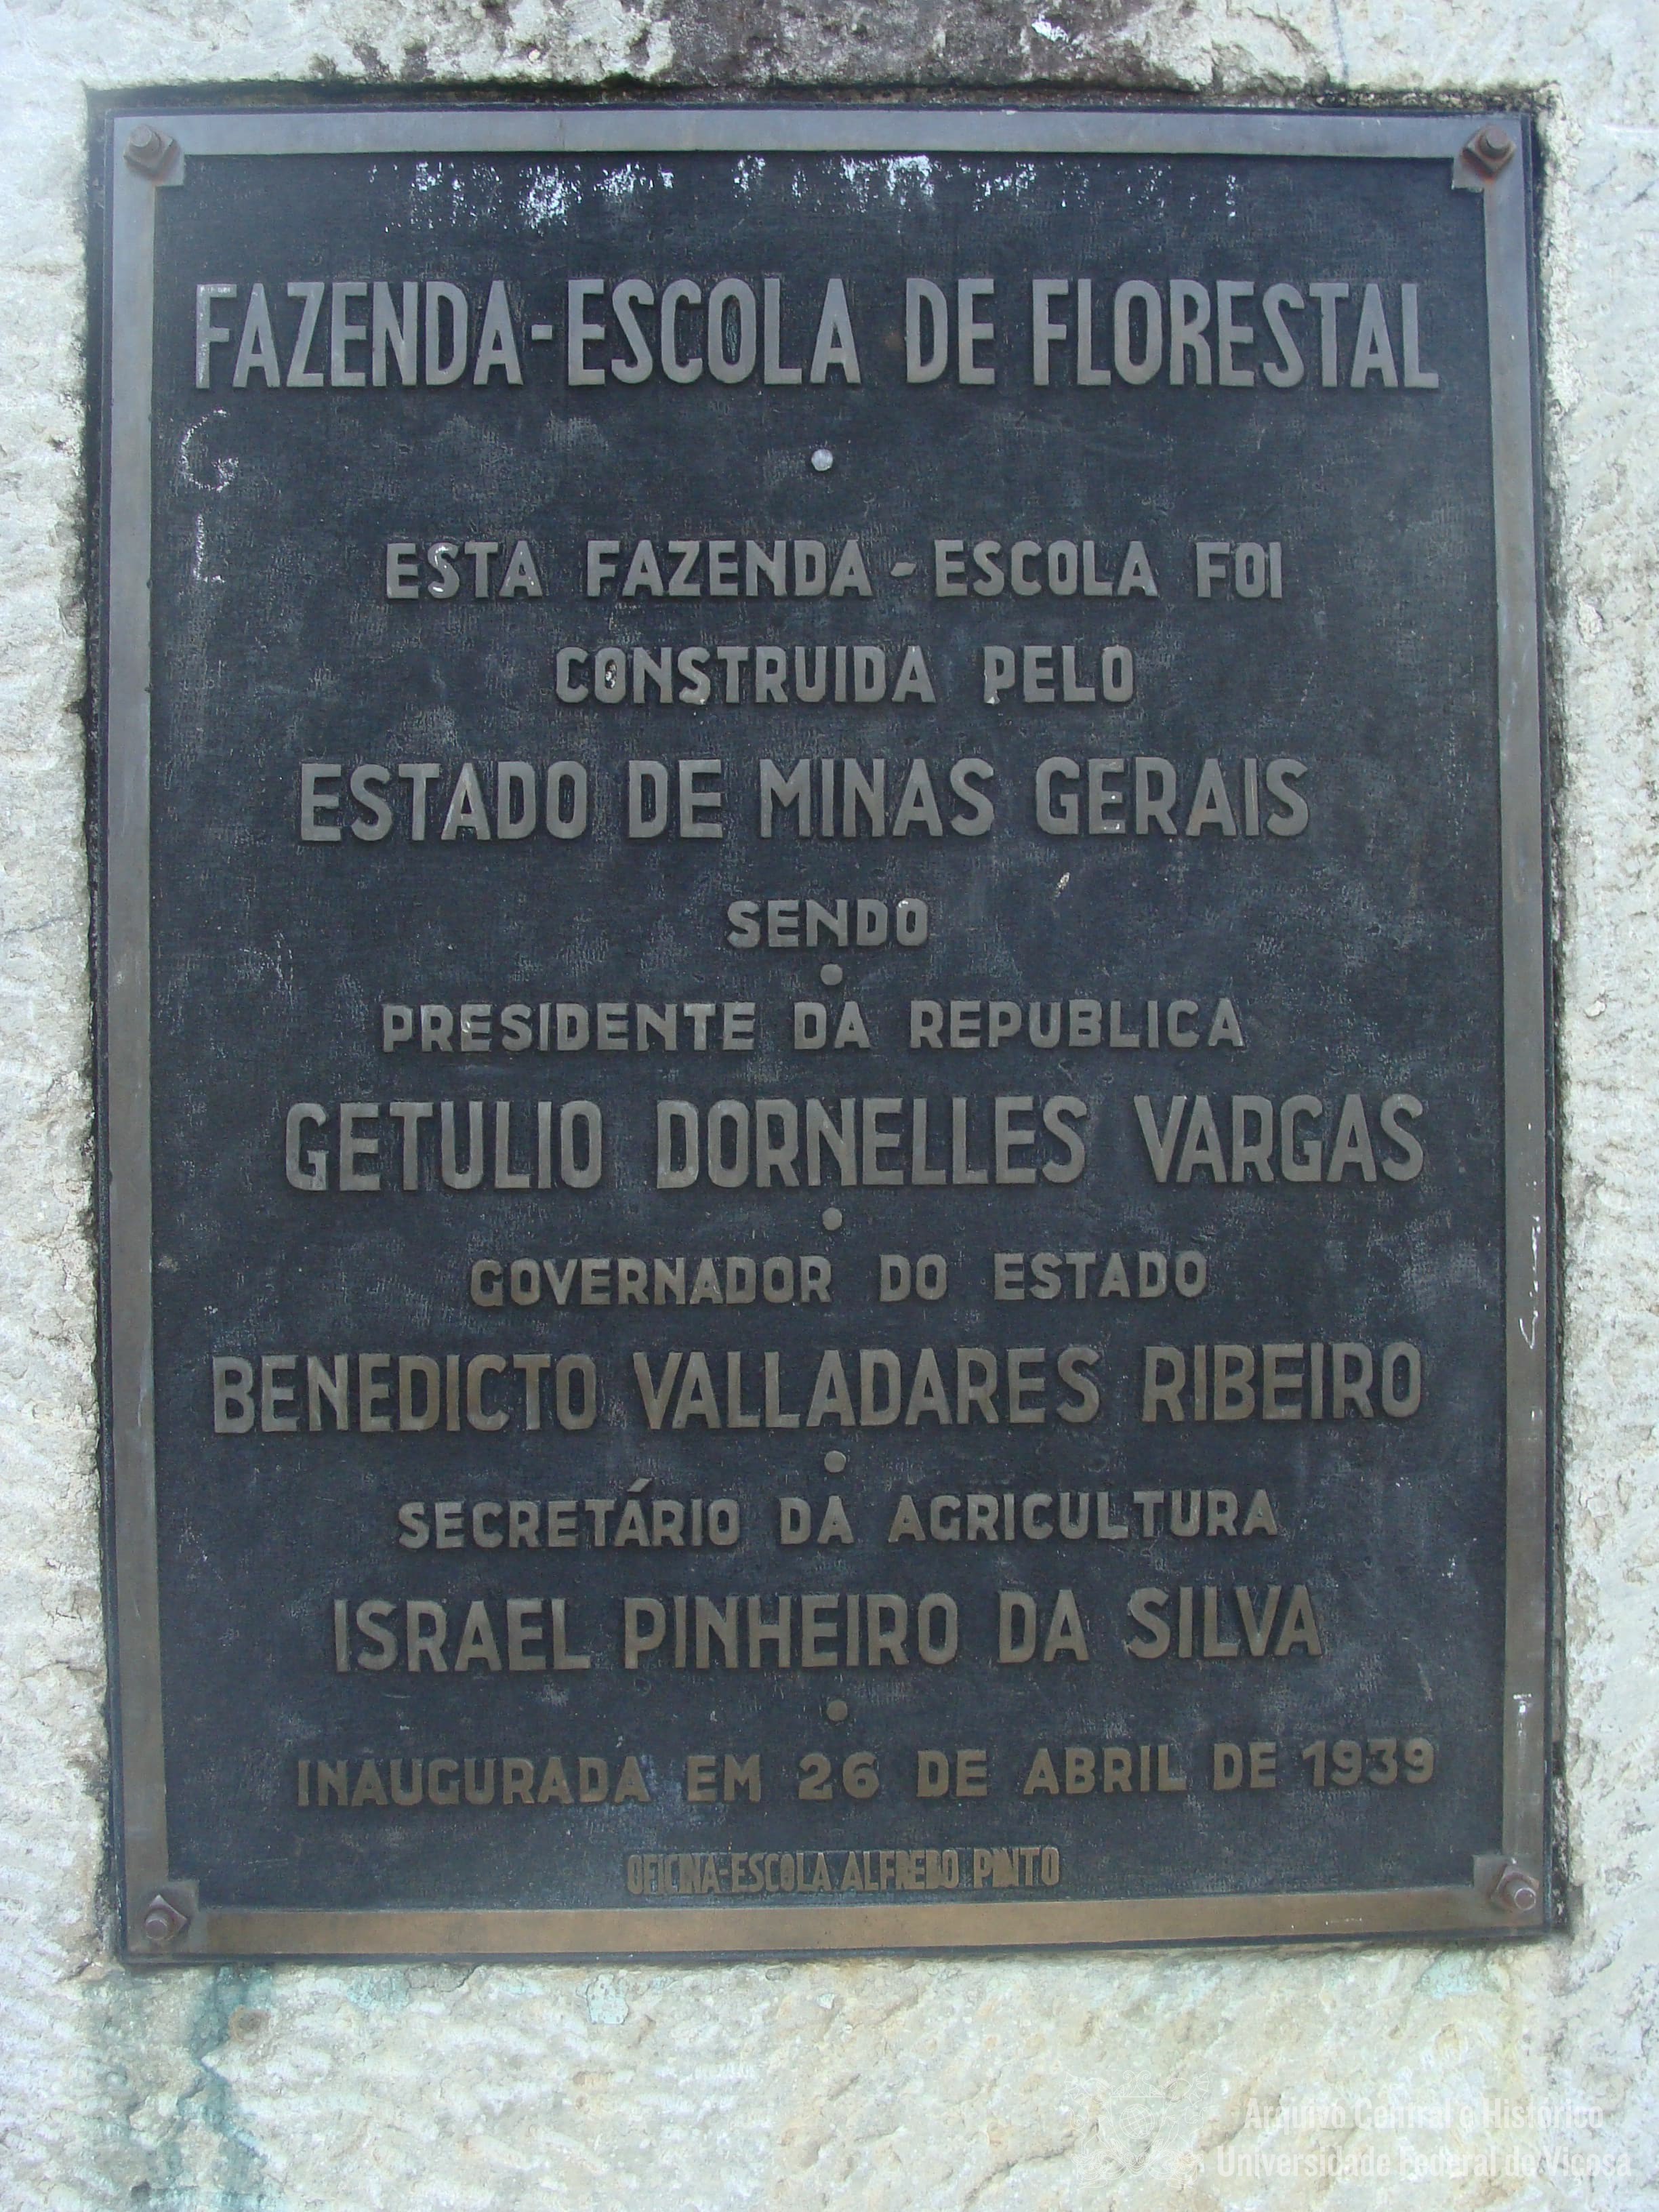 FAZENDA-ESCOLA DE FLORESTAL
ESTA FAZENDA-ESCOLA FOI
CONSTRUIDA PELO
ESTADO DE MINAS GERAIS
SENDO
PRESIDENTE DA REPUBLICA
GETULIO DORNELLES VARGAS
GOVERNADOR DO ESTADO
BENEDICTO VALLADARES RIBEIRO
SECRETÁRIO DA AGRICULTURA
ISRAEL PINHEIRO DA SILVA
INAUGURADA EM 26 DE ABRIL DE 1939
OFICINA-ESCOLA ALFREDO PINTO
Arquivo Central e Histórico
Universidade Federal de Viçosa